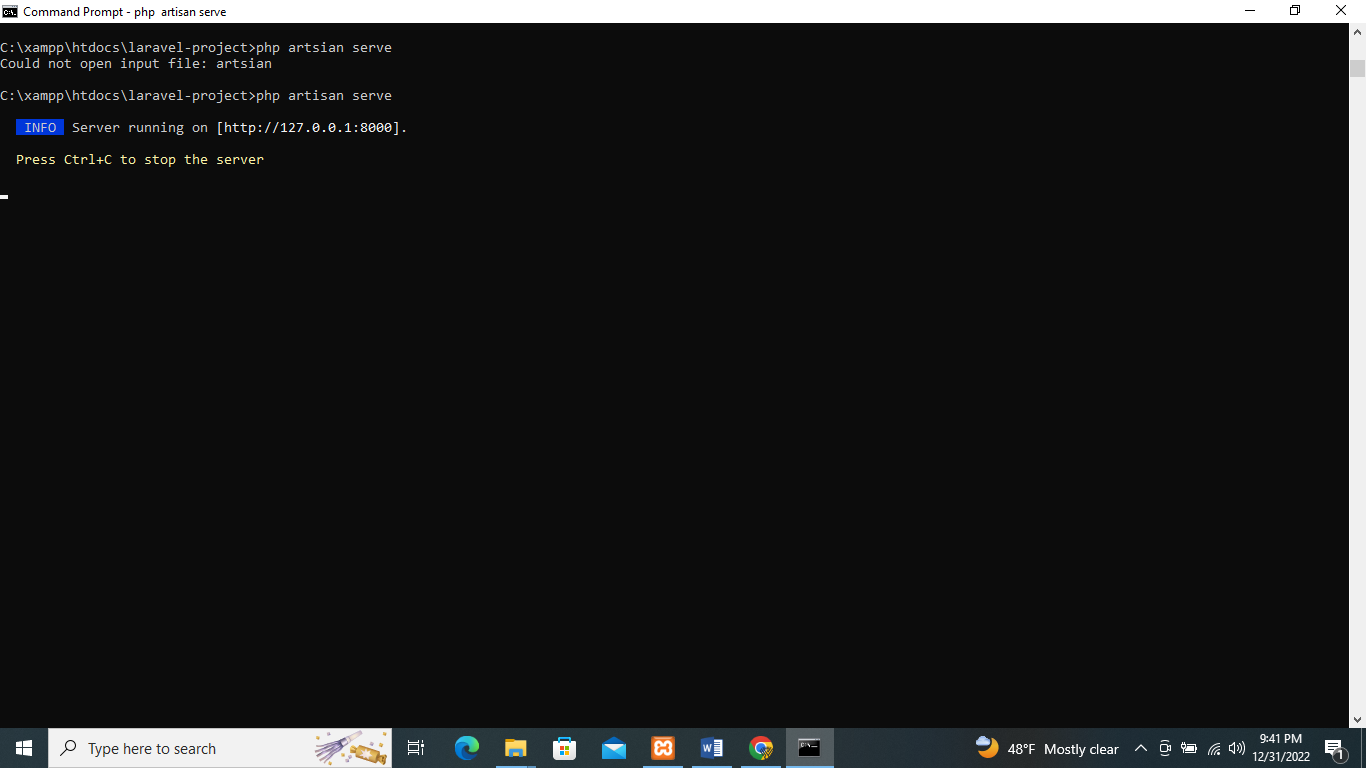 Command Prompt - php  artisan serve
C:\xampp\htdocs\laravel-project>php artsian serve
Could not open input file: artsian
C:\xampp\htdocs\laravel-project>php artisan serve
INFO Server running on [http://127.0.0.1:8000].
Press Ctrl+C to stop the server
Type here to search
48°F Mostly clear
9:41 PM
12/31/2022
1